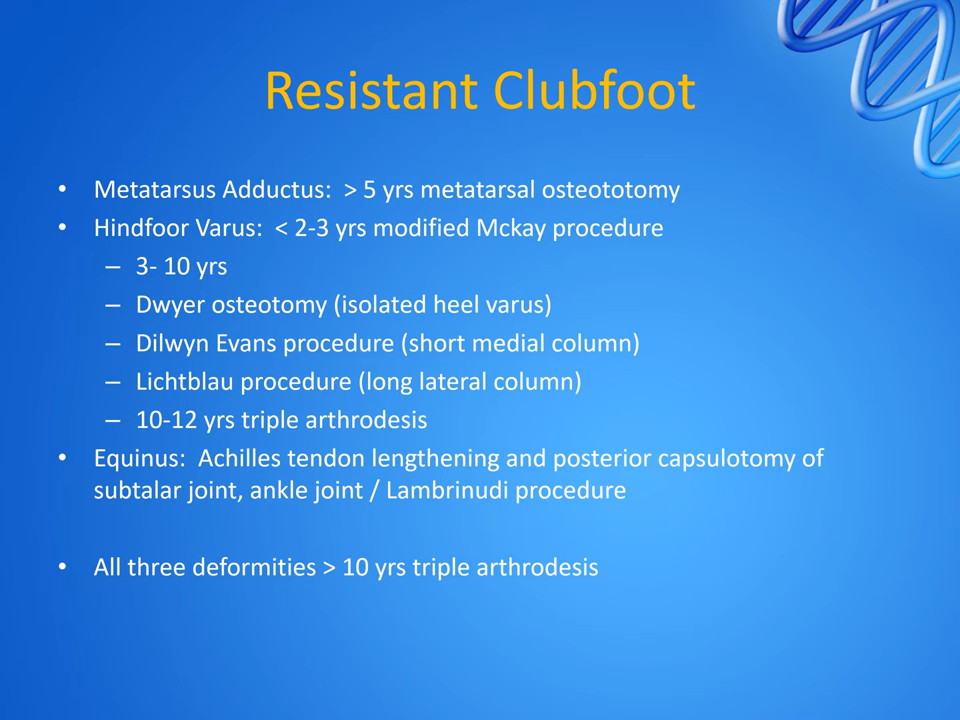 Resistant Clubfoot
• Metatarsus Adductus:  > 5 yrs metatarsal osteototomy
• Hindfoor Varus:  < 2-3 yrs modified Mckay procedure
– 3- 10 yrs
– Dwyer osteotomy (isolated heel varus)
– Dilwyn Evans procedure (short medial column)
– Lichtblau procedure (long lateral column)
– 10-12 yrs triple arthrodesis
• Equinus:  Achilles tendon lengthening and posterior capsulotomy of
subtalar joint, ankle joint / Lambrinudi procedure
• All three deformities > 10 yrs triple arthrodesis